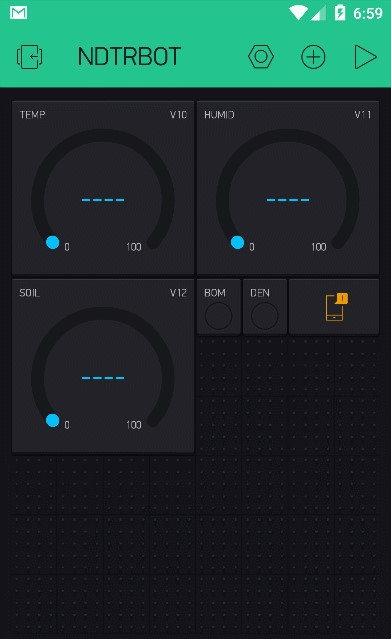 6:59
NDTRBOT
TEMP V10
----
0 100
HUMID V11
----
0 100
SOIL V12
----
0 100
BOM
DEN